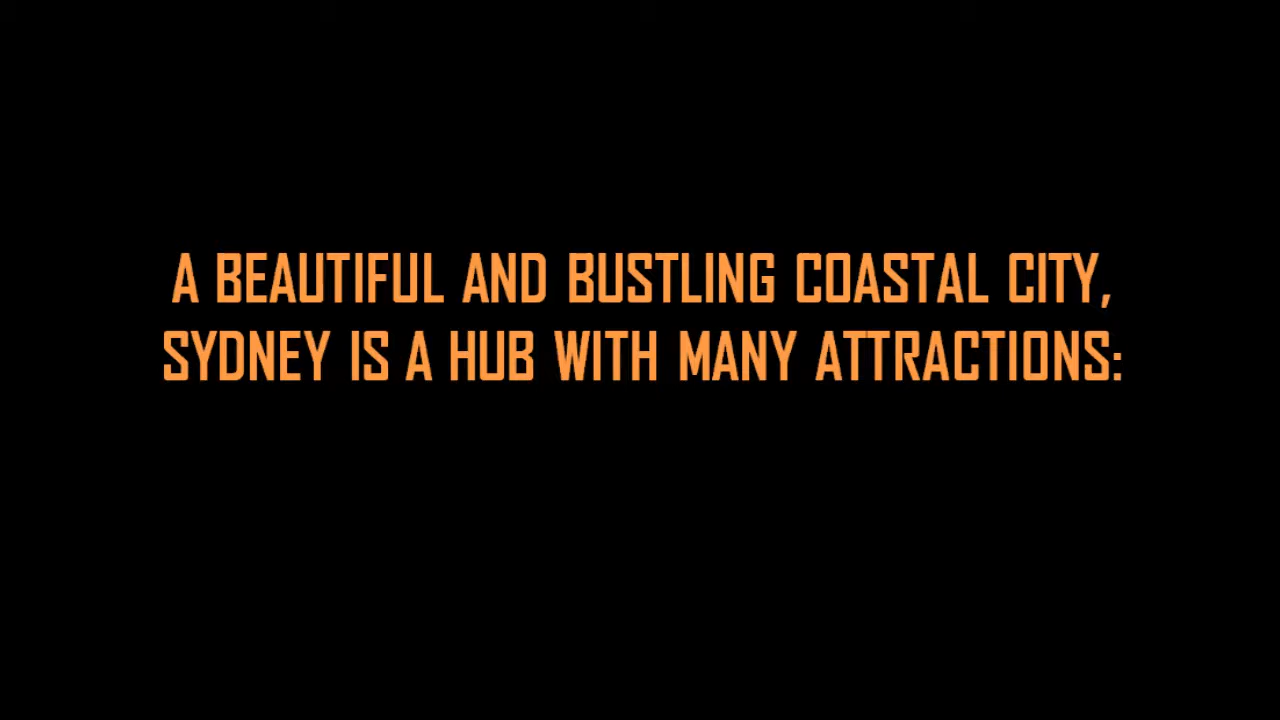 A BEAUTIFUL AND BUSTLING COASTAL CITY,
SYDNEY IS A HUB WITH MANY ATTRACTIONS: